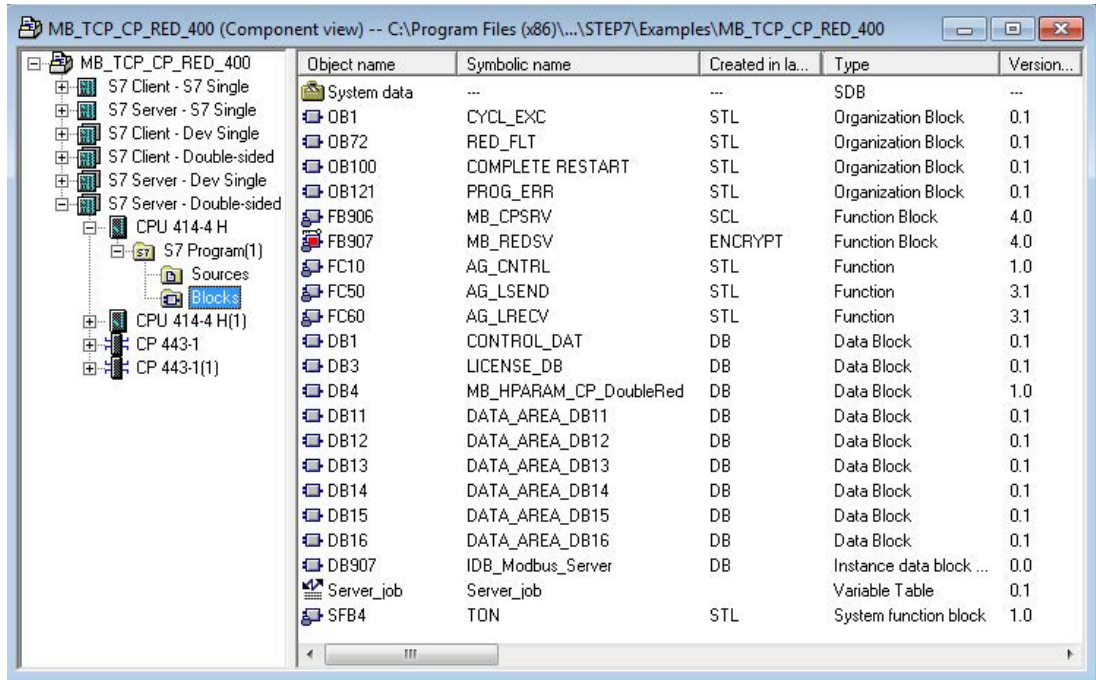 MB_TCP_CP_RED_400 (Component view) -- C:\Program Files (x86)\...\STEP7\Examples\MB_TCP_CP_RED_400
MB_TCP_CP_RED_400
S7 Client - S7 Single
S7 Server - S7 Single
S7 Client - Dev Single
S7 Client - Double-sided
S7 Server - Dev Single
S7 Server - Double-sided
CPU 414-4 H
S7 Program(1)
Sources
Blocks
CPU 414-4 H(1)
CP 443-1
CP 443-1(1)
Object name Symbolic name Created in la... Type Version...
System data --- --- SDB ---
OB1 CYCL_EXC STL Organization Block 0.1
OB72 RED_FLT STL Organization Block 0.1
OB100 COMPLETE RESTART STL Organization Block 0.1
OB121 PROG_ERR STL Organization Block 0.1
FB906 MB_CPSRV SCL Function Block 4.0
FB907 MB_REDSV ENCRYPT Function Block 4.0
FC10 AG_CNTRL STL Function 1.0
FC50 AG_LSEND STL Function 3.1
FC60 AG_LRECV STL Function 3.1
DB1 CONTROL_DAT DB Data Block 0.1
DB3 LICENSE_DB DB Data Block 0.1
DB4 MB_HPARAM_CP_DoubleRed DB Data Block 1.0
DB11 DATA_AREA_DB11 DB Data Block 0.1
DB12 DATA_AREA_DB12 DB Data Block 0.1
DB13 DATA_AREA_DB13 DB Data Block 0.1
DB14 DATA_AREA_DB14 DB Data Block 0.1
DB15 DATA_AREA_DB15 DB Data Block 0.1
DB16 DATA_AREA_DB16 DB Data Block 0.1
DB907 IDB_Modbus_Server DB Instance data block ... 0.0
Server_job Server_job Variable Table 0.1
SFB4 TON STL System function block 1.0